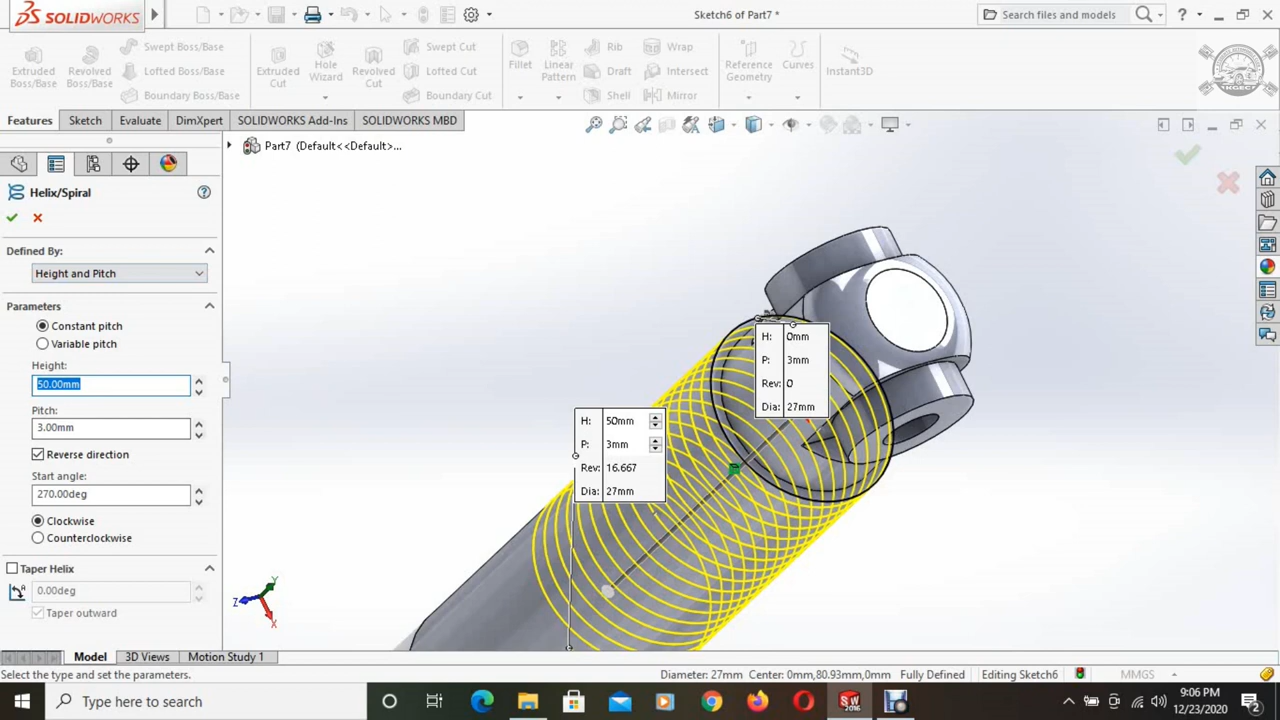 SOLIDWORKS
Sketch6 of Part7 *
Search files and models
Extruded Boss/Base
Revolved Boss/Base
Swept Boss/Base
Lofted Boss/Base
Boundary Boss/Base
Extruded Cut
Hole Wizard
Revolved Cut
Swept Cut
Lofted Cut
Boundary Cut
Fillet
Linear Pattern
Rib
Draft
Shell
Wrap
Intersect
Mirror
Reference Geometry
Curves
Instant3D
KGEC
Features
Sketch
Evaluate
DimXpert
SOLIDWORKS Add-Ins
SOLIDWORKS MBD
Part7 (Default<<Default>...
Helix/Spiral
Defined By:
Height and Pitch
Parameters
Constant pitch
Variable pitch
Height:
50.00mm
Pitch:
3.00mm
Reverse direction
Start angle:
270.00deg
Clockwise
Counterclockwise
Taper Helix
0.00deg
Taper outward
H: 0mm
P: 3mm
Rev: 0
Dia: 27mm
H: 50mm
P: 3mm
Rev: 16.667
Dia: 27mm
Y
Z
X
Model
3D Views
Motion Study 1
Select the type and set the parameters.
Diameter: 27mm Center: 0mm,80.93mm,0mm
Fully Defined
Editing Sketch6
MMGS
Type here to search
SW
2016
9:06 PM
12/23/2020
2